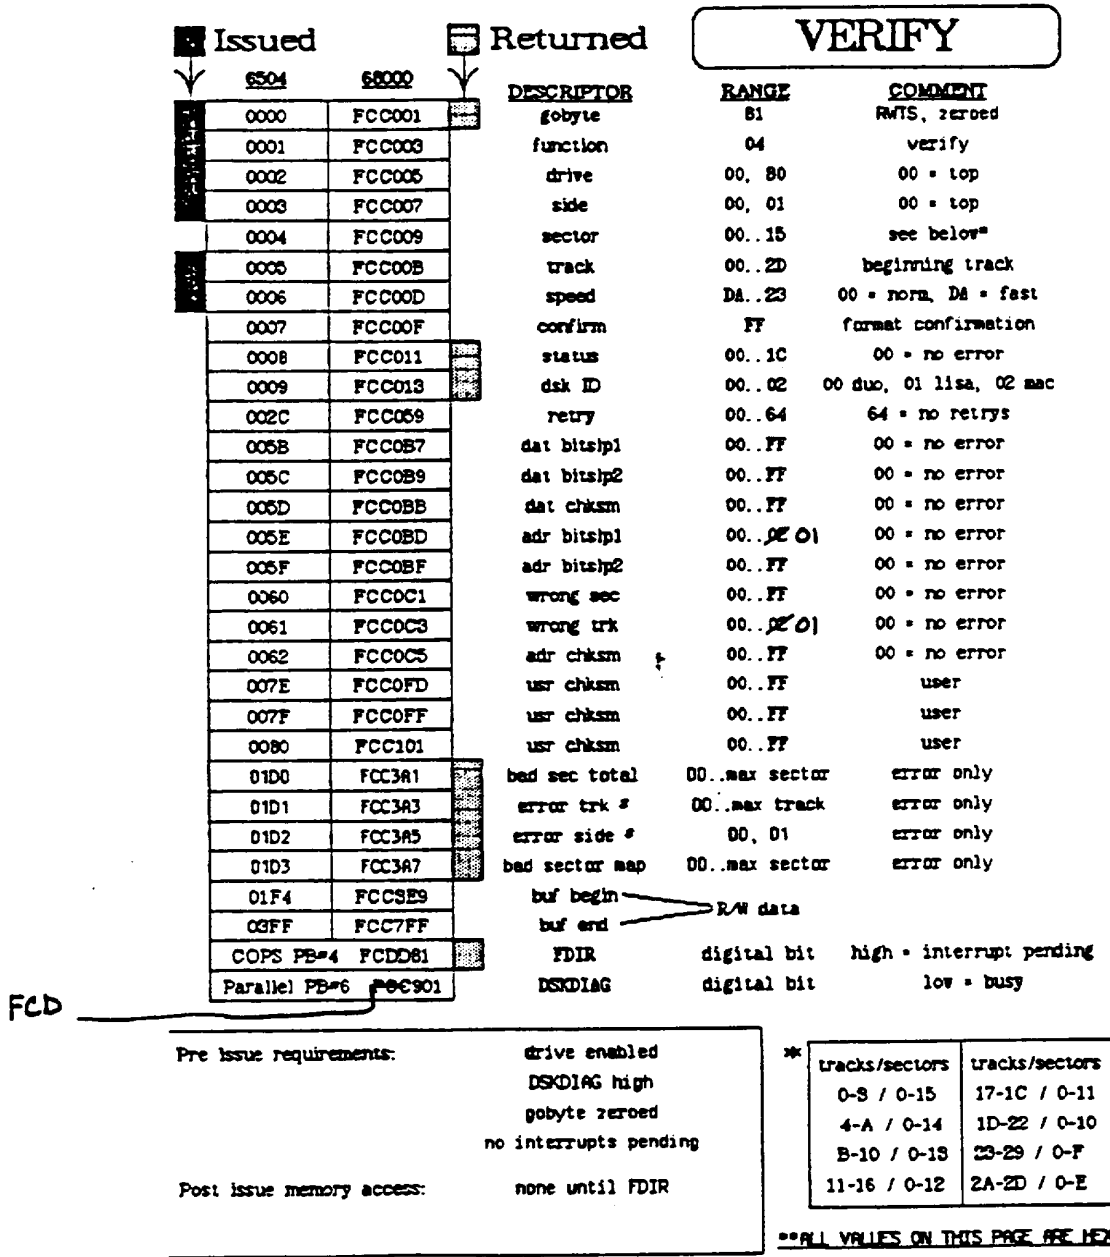 Issued Returned VERIFY
6504 68000 DESCRIPTOR RANGE COMMENT
0000 FCC001 gobyte 81 RWTS, zeroed
0001 FCC003 function 04 verify
0002 FCC005 drive 00, 80 00 = top
0003 FCC007 side 00, 01 00 = top
0004 FCC009 sector 00..15 see below*
0005 FCC00B track 00..2D beginning track
0006 FCC00D speed DA..23 00 = norm, DA = fast
0007 FCC00F confirm FF format confirmation
0008 FCC011 status 00..1C 00 = no error
0009 FCC013 dsk ID 00..02 00 duo, 01 lisa, 02 mac
002C FCC059 retry 00..64 64 = no retrys
005B FCC0B7 dat bitslp1 00..FF 00 = no error
005C FCC0B9 dat bitslp2 00..FF 00 = no error
005D FCC0BB dat chksm 00..FF 00 = no error
005E FCC0BD adr bitslp1 00.. 01 00 = no error
005F FCC0BF adr bitslp2 00..FF 00 = no error
0060 FCC0C1 wrong sec 00..FF 00 = no error
0061 FCC0C3 wrong trk 00.. 01 00 = no error
0062 FCC0C5 adr chksm 00..FF 00 = no error
007E FCC0FD usr chksm 00..FF user
007F FCC0FF usr chksm 00..FF user
0080 FCC101 usr chksm 00..FF user
01D0 FCC3A1 bad sec total 00..max sector error only
01D1 FCC3A3 error trk # 00..max track error only
01D2 FCC3A5 error side # 00, 01 error only
01D3 FCC3A7 bad sector map 00..max sector error only
01F4 FCC3E9 buf begin
R/W data
03FF FCC7FF buf end
COPS PB#4 FCDD81 FDIR digital bit high = interrupt pending
Parallel PB#6 901 DSKDIAG digital bit low = busy
FCD
Pre issue requirements: drive enabled
DSKDIAG high
gobyte zeroed
no interrupts pending
Post issue memory access: none until FDIR
* tracks/sectors tracks/sectors
0-3 / 0-15 17-1C / 0-11
4-A / 0-14 1D-22 / 0-10
B-10 / 0-13 23-29 / 0-F
11-16 / 0-12 2A-2D / 0-E
**ALL VALUES ON THIS PAGE ARE HEX